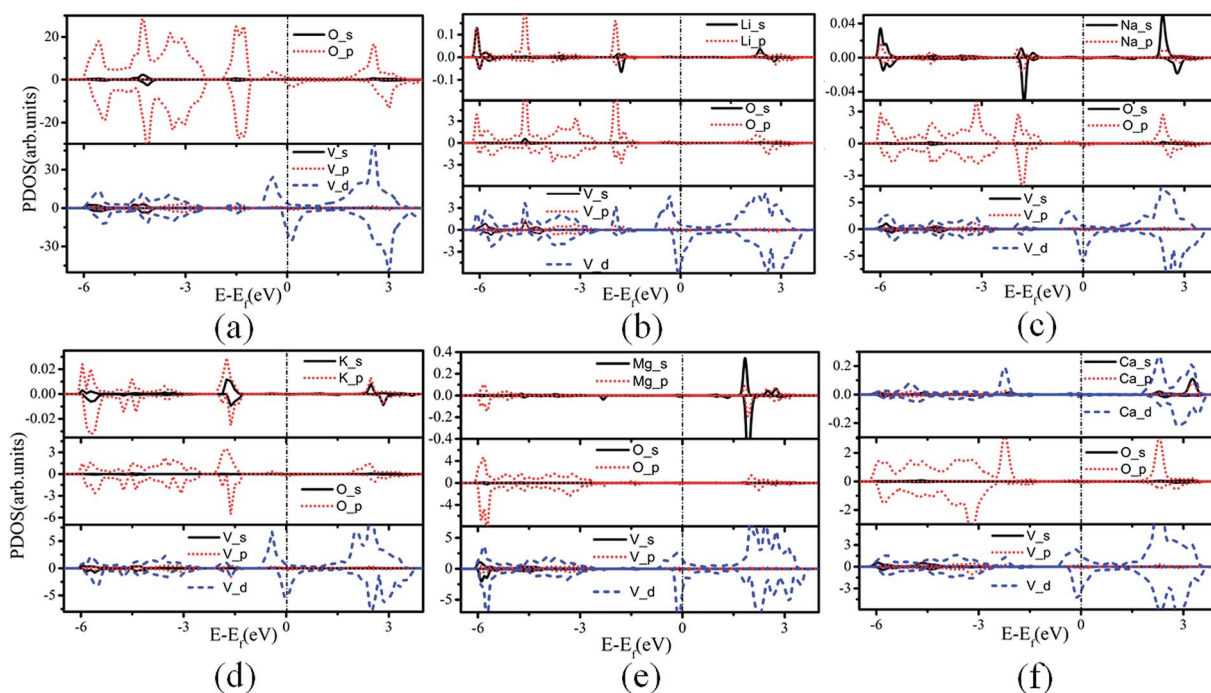 PDOS(arb.units)
20
0
-20
O_s
O_p
30
0
-30
V_s
V_p
V_d
-6 -3 0 3
E-E_f(eV)
(a)
0.1
0.0
-0.1
Li_s
Li_p
3
0
-3
O_s
O_p
3
0
-3
V_s
V_p
V_d
-6 -3 0 3
E-E_f(eV)
(b)
0.04
0.00
-0.04
Na_s
Na_p
3
0
-3
O_s
O_p
5
0
-5
V_s
V_p
V_d
-6 -3 0 3
E-E_f(eV)
(c)
PDOS(arb.units)
0.02
0.00
-0.02
K_s
K_p
3
0
-3
-6
O_s
O_p
5
0
-5
V_s
V_p
V_d
-6 -3 0 3
E-E_f(eV)
(d)
0.4
0.2
0.0
-0.2
-0.4
Mg_s
Mg_p
4
0
-4
O_s
O_p
5
0
-5
V_s
V_p
V_d
-6 -3 0 3
E-E_f(eV)
(e)
0.2
0.0
0.2
Ca_s
Ca_p
Ca_d
2
0
-2
O_s
O_p
3
0
-3
V_s
V_p
V_d
-6 -3 0 3
E-E_f(eV)
(f)